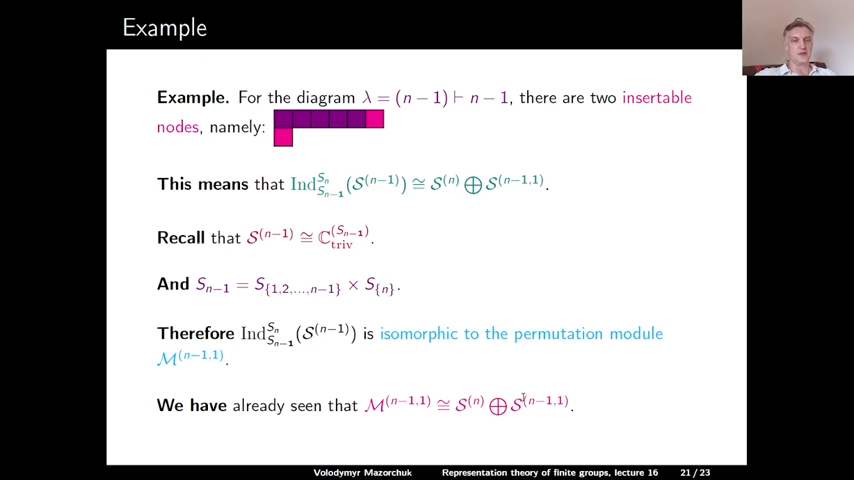 Example
Example. For the diagram λ = (n − 1) ⊢ n − 1, there are two insertable
nodes, namely:
This means that Ind_{S_{n−1}}^{S_n}(𝒮^{(n−1)}) ≅ 𝒮^{(n)} ⊕ 𝒮^{(n−1,1)}.
Recall that 𝒮^{(n−1)} ≅ ℂ_{triv}^{(S_{n−1})}.
And S_{n−1} = S_{{1,2,...,n−1}} × S_{{n}}.
Therefore Ind_{S_{n−1}}^{S_n}(𝒮^{(n−1)}) is isomorphic to the permutation module
ℳ^{(n−1,1)}.
We have already seen that ℳ^{(n−1,1)} ≅ 𝒮^{(n)} ⊕ 𝒮^{(n−1,1)}.
Volodymyr Mazorchuk Representation theory of finite groups, lecture 16 21 / 23